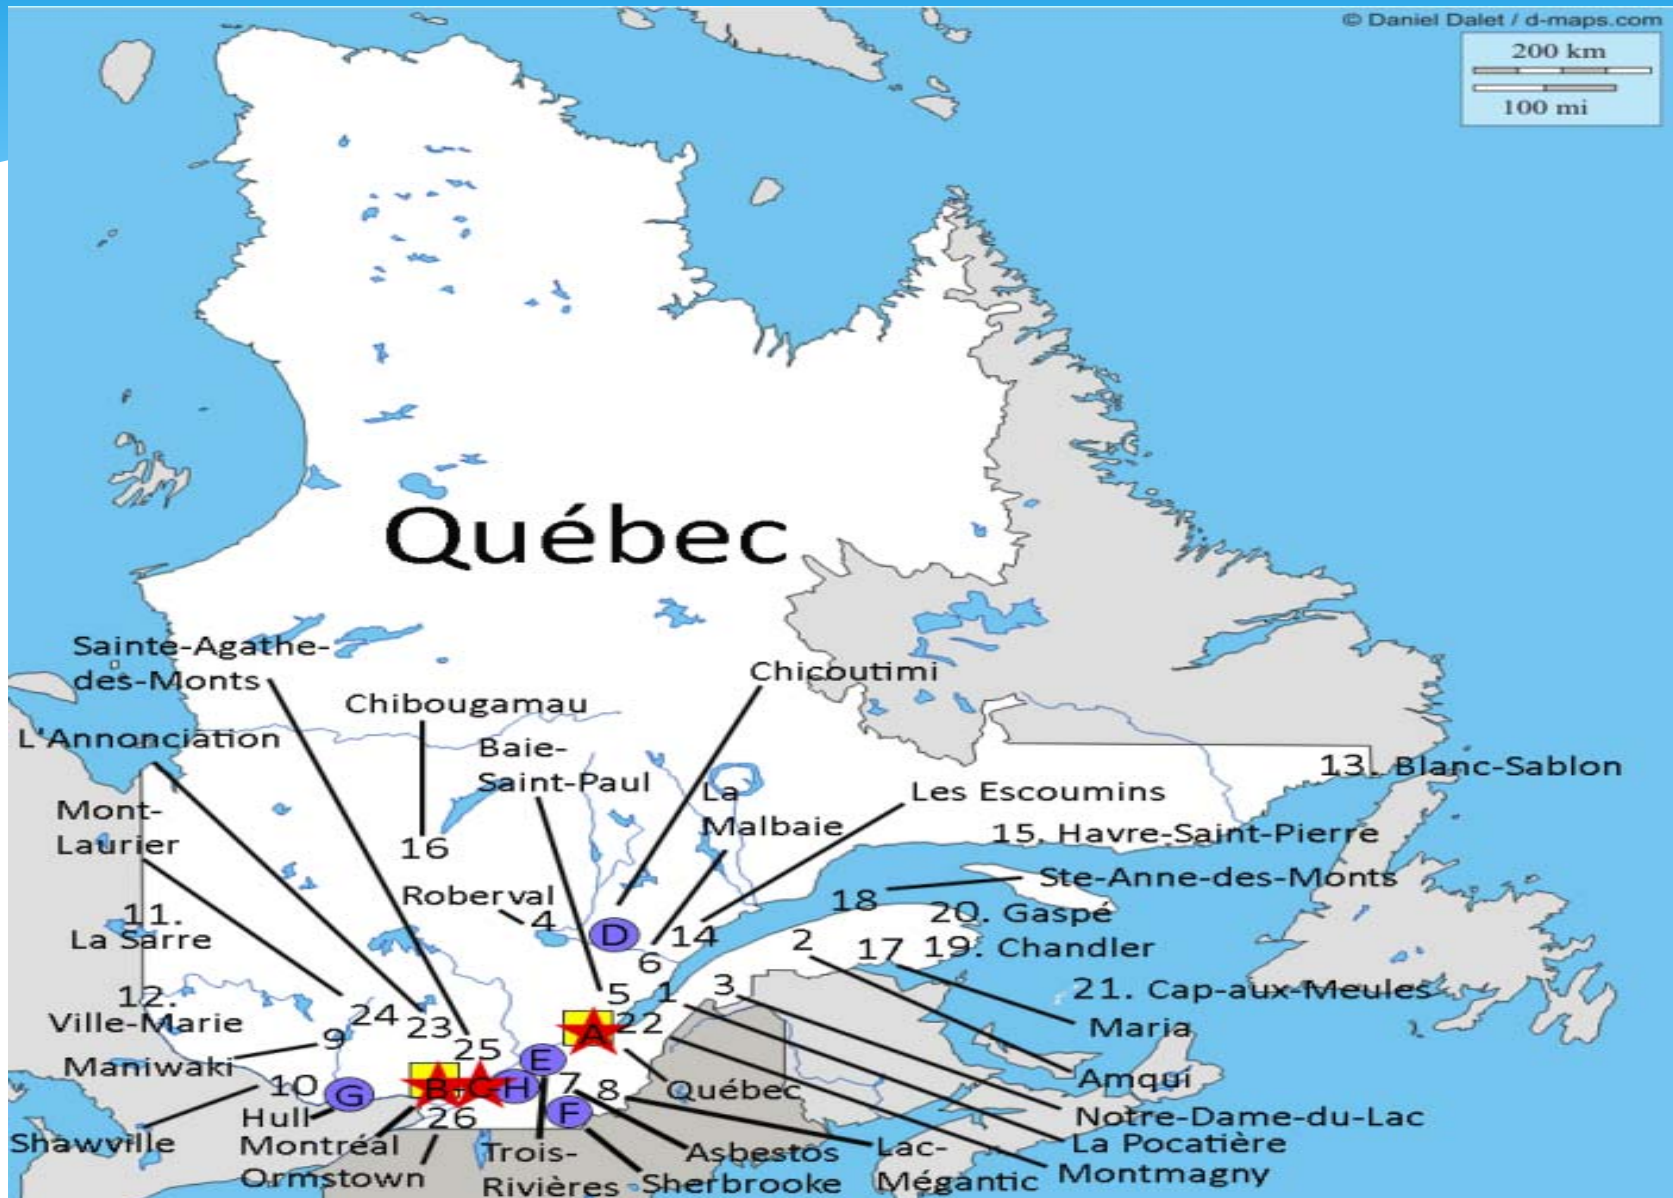 © Daniel Dalet / d-maps.com
200 km
100 mi
Québec
Sainte-Agathe-
des-Monts
Chicoutimi
Chibougamau
L'Annonciation
Baie-
Saint-Paul
13. Blanc-Sablon
La
Malbaie
Les Escoumins
Mont-
Laurier
15. Havre-Saint-Pierre
16
Ste-Anne-des-Monts
18
Roberval
4
11.
La Sarre
20. Gaspé
D
14
2
17
19. Chandler
6
12.
Ville-Marie
5
1
3
21. Cap-aux-Meules
24
23
A
22
Maria
9
25
Maniwaki
E
10
G
B-C-H
7
8
Québec
Amqui
Hull
26
F
Notre-Dame-du-Lac
Shawville
Montréal
Ormstown
Trois-
Rivières
Asbestos
Sherbrooke
Lac-
Mégantic
La Pocatière
Montmagny